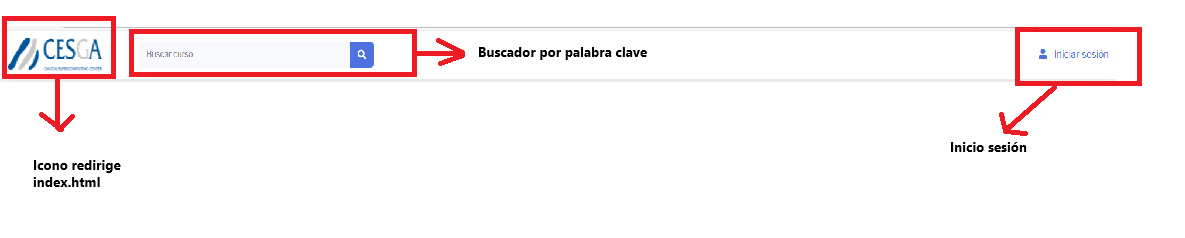 CESGA
GALICIA SUPERCOMPUTING CENTER
Buscar curso
Buscador por palabra clave
Iniciar sesión
Icono redirige
index.html
Inicio sesión